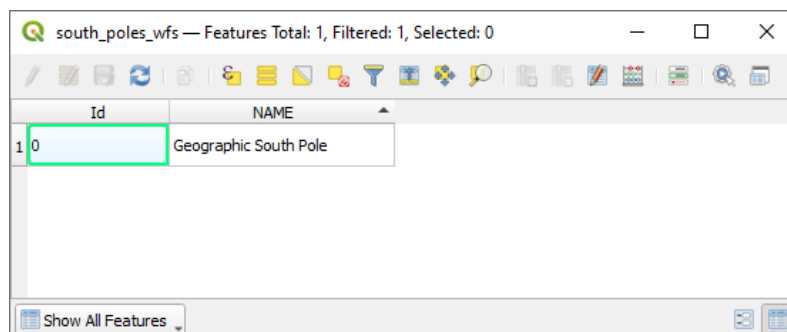 south_poles_wfs — Features Total: 1, Filtered: 1, Selected: 0
Id NAME
1 0 Geographic South Pole
Show All Features